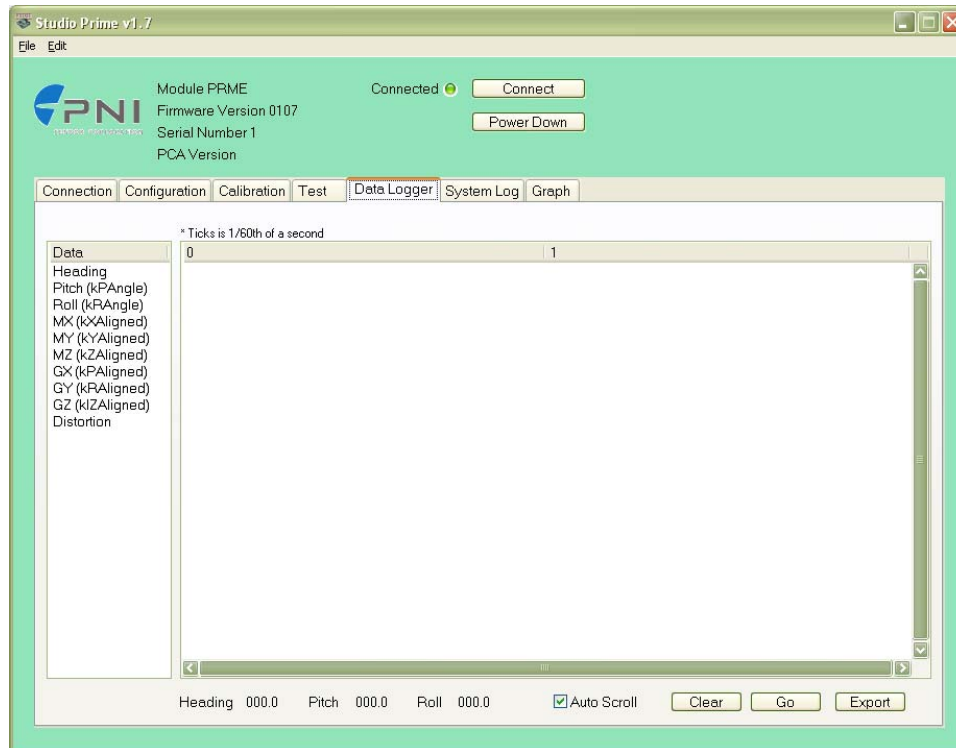 Studio Prime v1.7
File Edit
PNI
Module PRME
Firmware Version 0107
Serial Number 1
PCA Version
Connected
Connect
Power Down
Connection Configuration Calibration Test Data Logger System Log Graph
* Ticks is 1/60th of a second
Data 0 1
Heading
Pitch (kPAngle)
Roll (kRAngle)
MX (kXAligned)
MY (kYAligned)
MZ (kZAligned)
GX (kPAligned)
GY (kRAligned)
GZ (kIZAligned)
Distortion
Heading 000.0 Pitch 000.0 Roll 000.0 Auto Scroll Clear Go Export